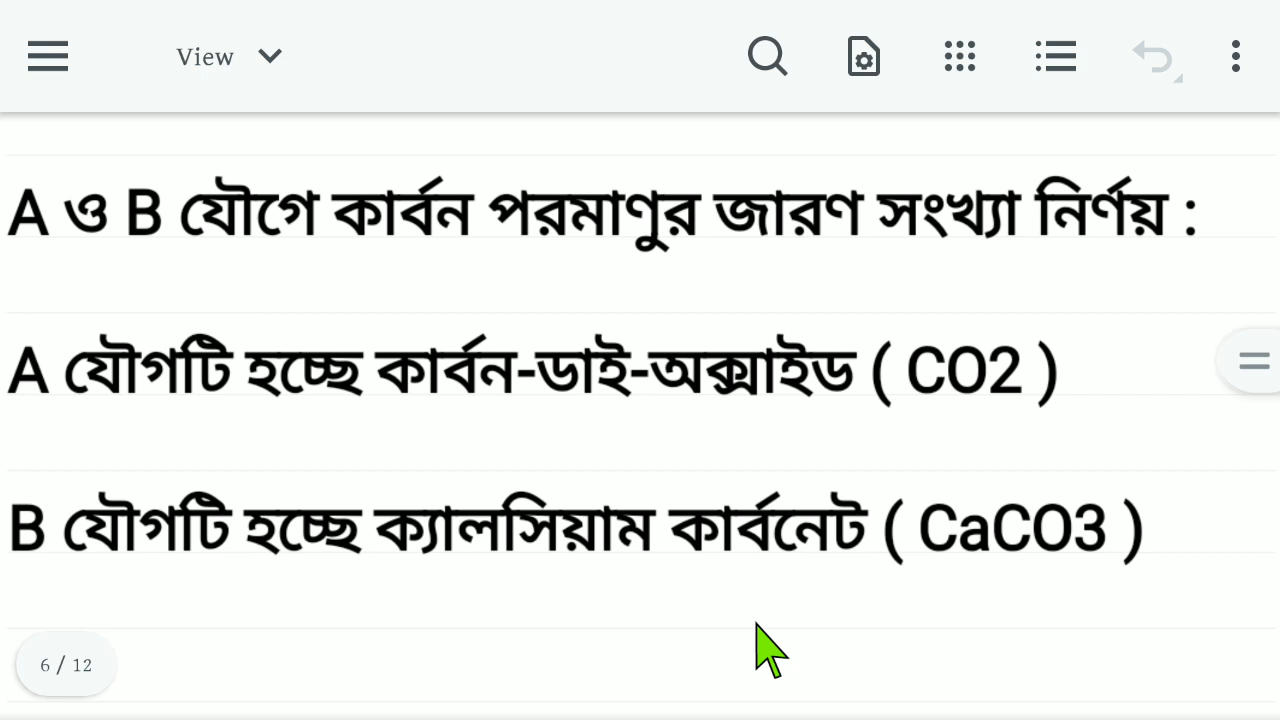 View
A ও B যৌগে কার্বন পরমাণুর জারণ সংখ্যা নির্ণয় :
A যৌগটি হচ্ছে কার্বন-ডাই-অক্সাইড ( CO2 )
B যৌগটি হচ্ছে ক্যালসিয়াম কার্বনেট ( CaCO3 )
6 / 12